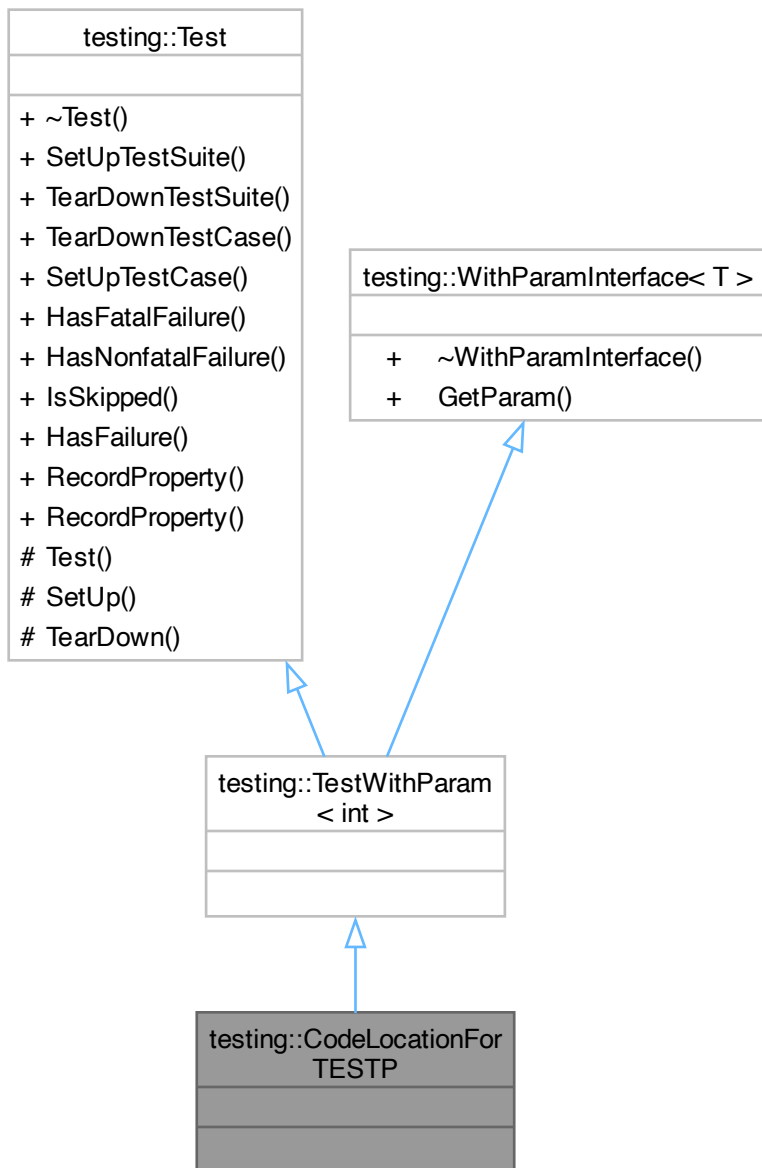 testing::Test
+ ~Test()
+ SetUpTestSuite()
+ TearDownTestSuite()
+ TearDownTestCase()
+ SetUpTestCase()
+ HasFatalFailure()
+ HasNonfatalFailure()
+ IsSkipped()
+ HasFailure()
+ RecordProperty()
+ RecordProperty()
# Test()
# SetUp()
# TearDown()
testing::WithParamInterface< T >
+ ~WithParamInterface()
+ GetParam()
testing::TestWithParam
< int >
testing::CodeLocationFor
TESTP